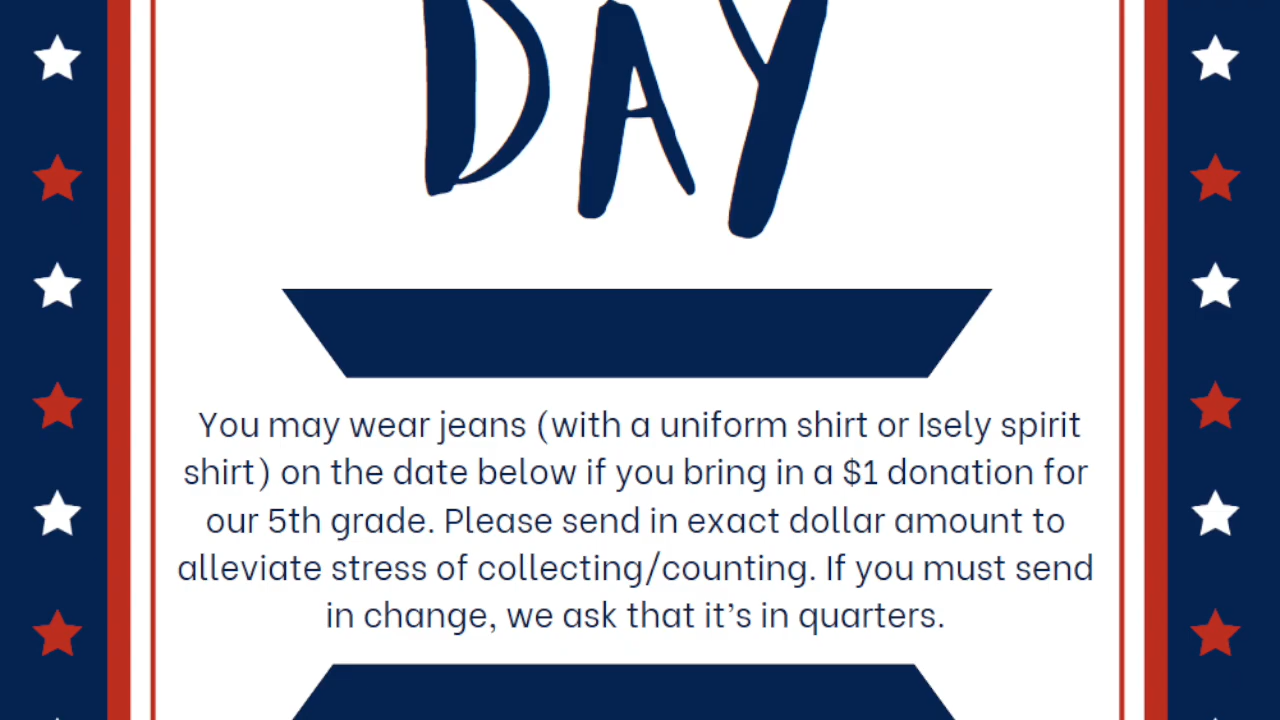 DAY
You may wear jeans (with a uniform shirt or Isely spirit
shirt) on the date below if you bring in a $1 donation for
our 5th grade. Please send in exact dollar amount to
alleviate stress of collecting/counting. If you must send
in change, we ask that it’s in quarters.